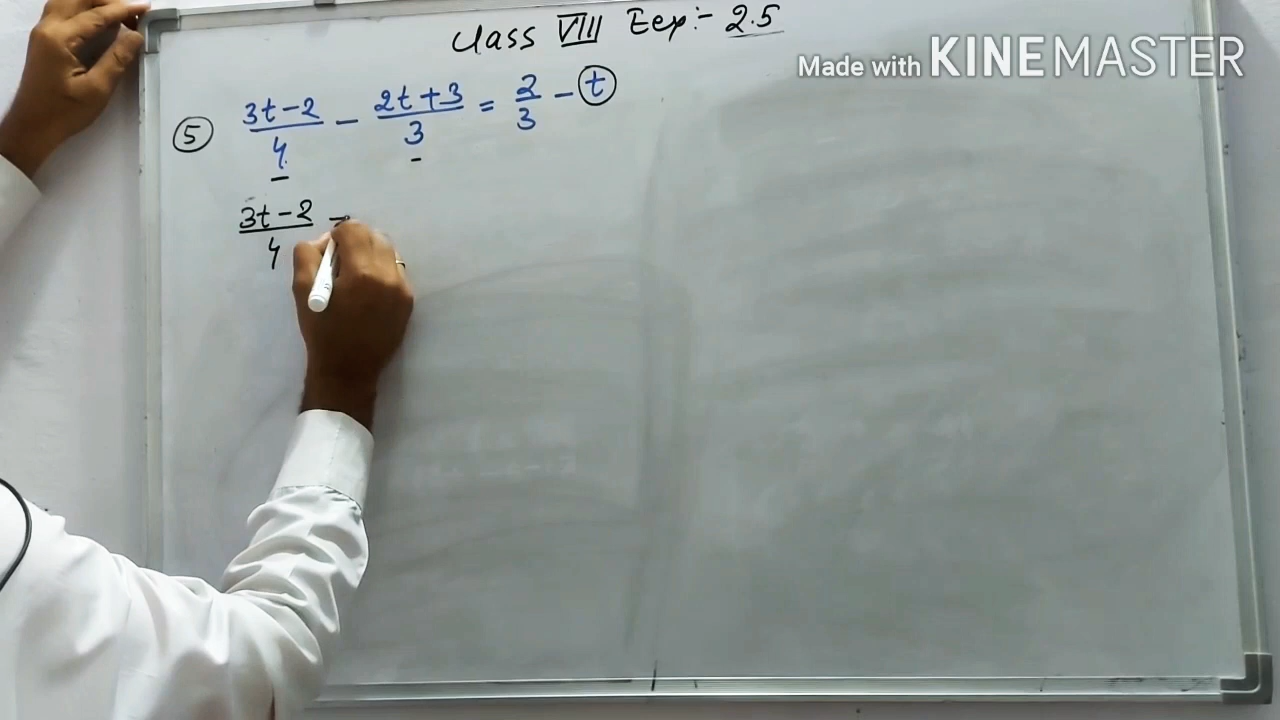 Class VIII Eex:- 2.5
Made with KINEMASTER
5 3t-2/4 - 2t+3/3 = 2/3 - t
3t-2/4 -